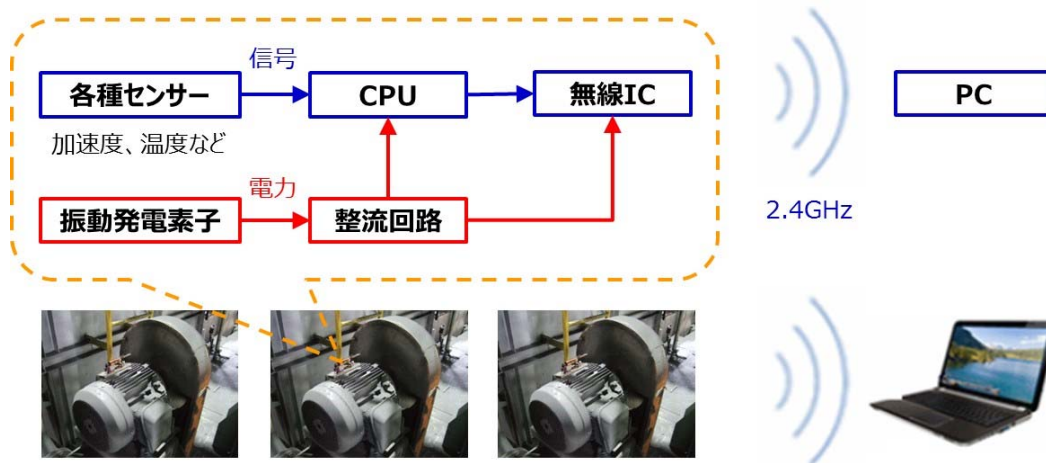 信号
各種センサー
CPU
無線IC
PC
加速度、温度など
電力
振動発電素子
整流回路
2.4GHz